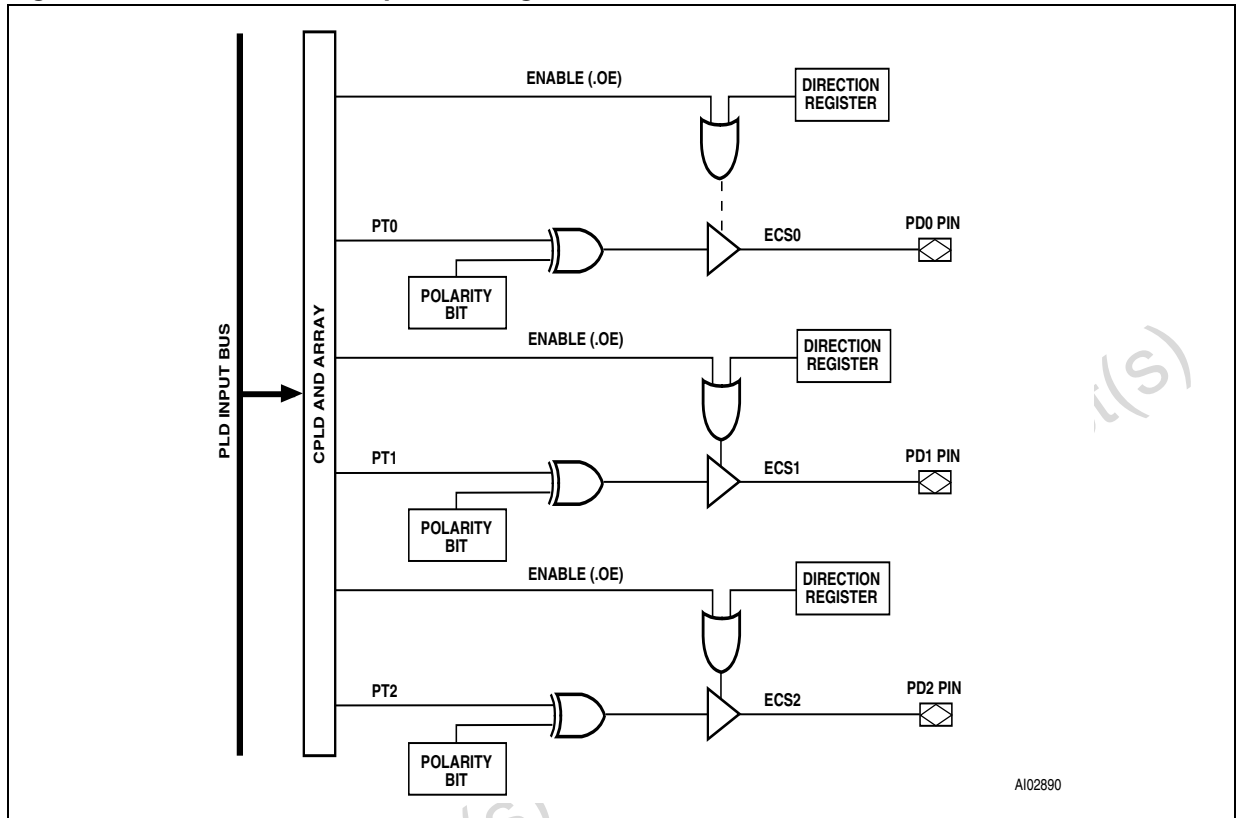 ENABLE (.OE)
DIRECTION
REGISTER
PT0
ECS0
PD0 PIN
POLARITY
BIT
PLD INPUT BUS
CPLD AND ARRAY
ENABLE (.OE)
DIRECTION
REGISTER
PT1
ECS1
PD1 PIN
POLARITY
BIT
ENABLE (.OE)
DIRECTION
REGISTER
PT2
ECS2
PD2 PIN
POLARITY
BIT
AI02890